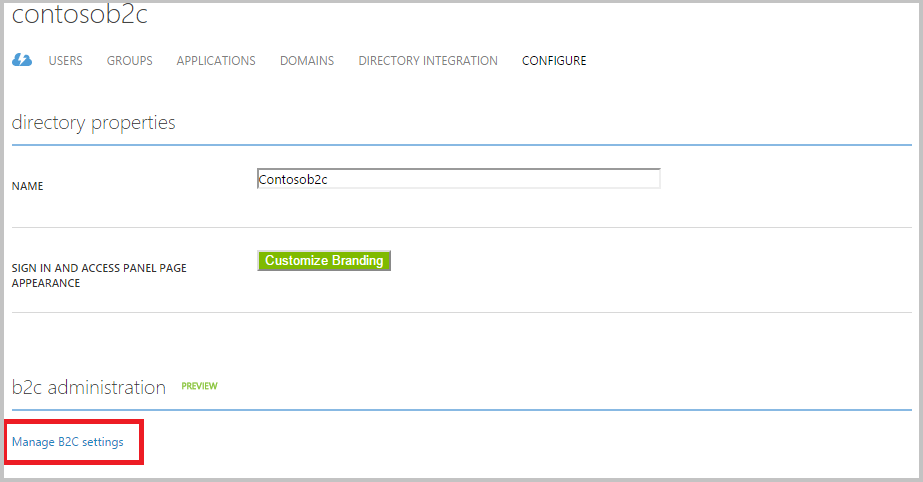 contosob2c
USERS GROUPS APPLICATIONS DOMAINS DIRECTORY INTEGRATION CONFIGURE
directory properties
NAME Contosob2c
SIGN IN AND ACCESS PANEL PAGE
APPEARANCE
Customize Branding
b2c administration PREVIEW
Manage B2C settings